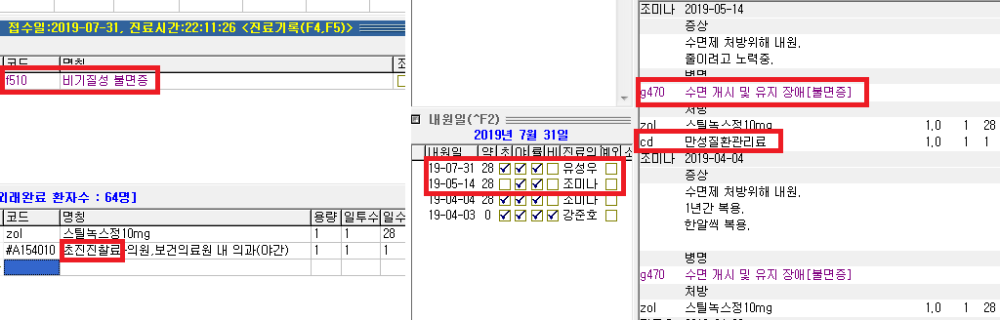 접수일:2019-07-31, 진료시간:22:11:26 <진료기록(F4,F5)>
코드 명칭
f510 비기질성 불면증
외래완료 환자수 : 64명]
코드 명칭 용량 일투수 일수
zol 스틸녹스정10mg 1 1 28
#A154010 초진진찰료-의원,보건의료원 내 의과(야간) 1 1 1
내원일(^F2)
2019년 7월 31일
내원일 약 초 야 률 비 진료의 예외 소
19-07-31 28 유성우
19-05-14 28 조미나
19-04-04 28 조미나
19-04-03 0 강준호
조미나 2019-05-14
증상
수면제 처방위해 내원.
줄이려고 노력중.
병명
g470 수면 개시 및 유지 장애[불면증]
처방
zol 스틸녹스정10mg 1,0 1 28
cd 만성질환관리료 1,0 1 1
조미나 2019-04-04
증상
수면제 처방위해 내원.
1년간 복용.
한알씩 복용.
병명
g470 수면 개시 및 유지 장애[불면증]
처방
zol 스틸녹스정10mg 1,0 1 28